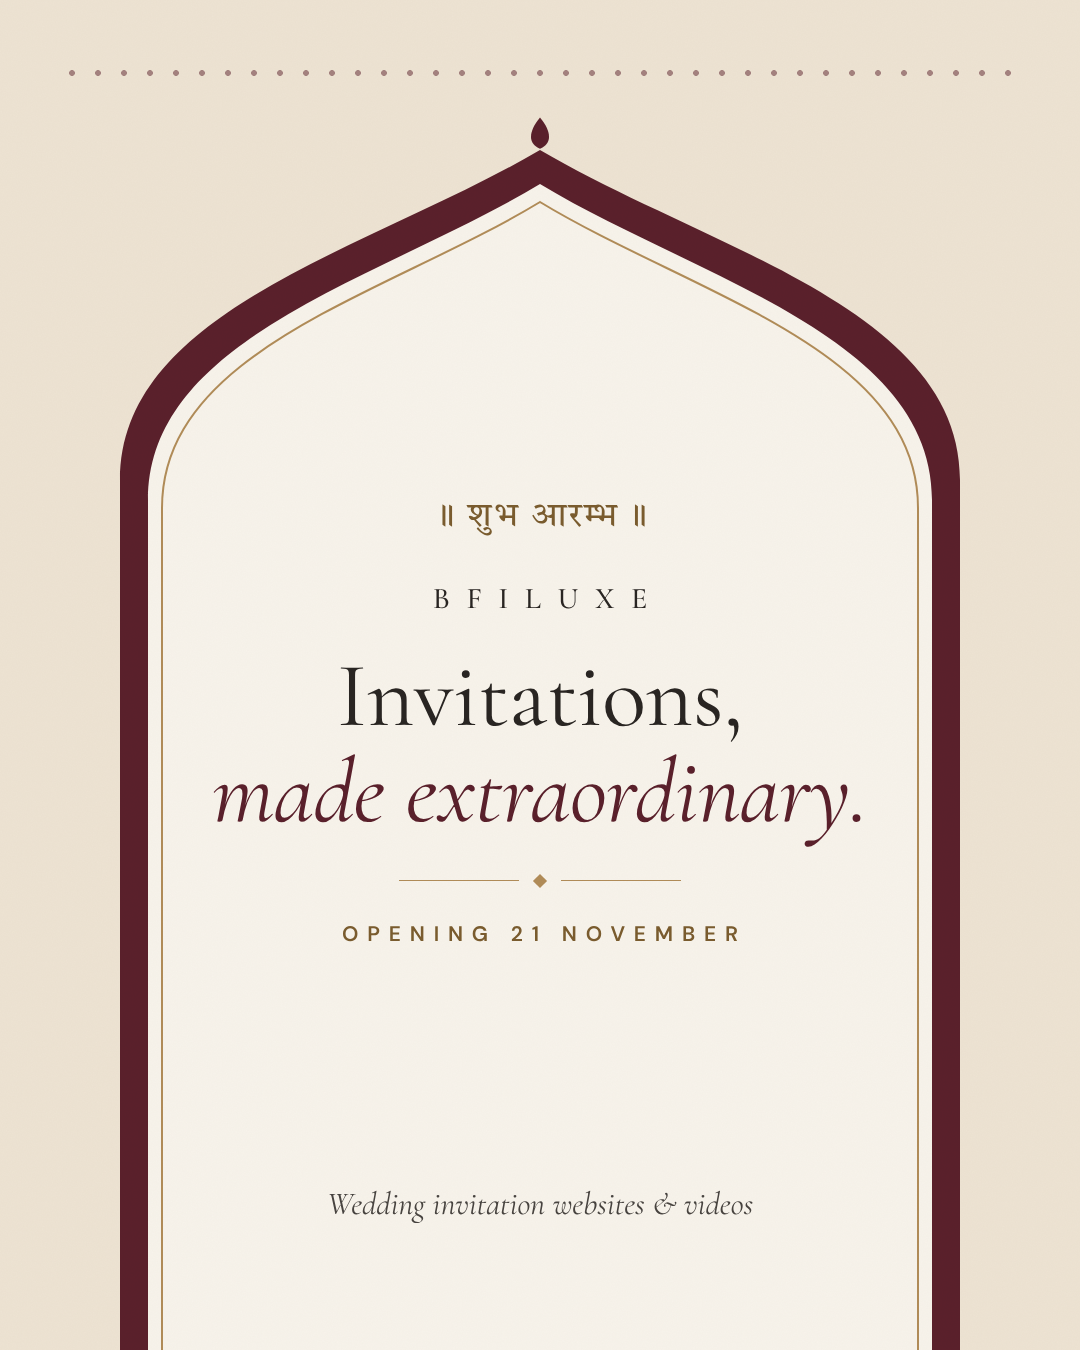 ॥ शुभ आरम्भ ॥
BFILUXE
Invitations,
made extraordinary.
OPENING 21 NOVEMBER
Wedding invitation websites & videos